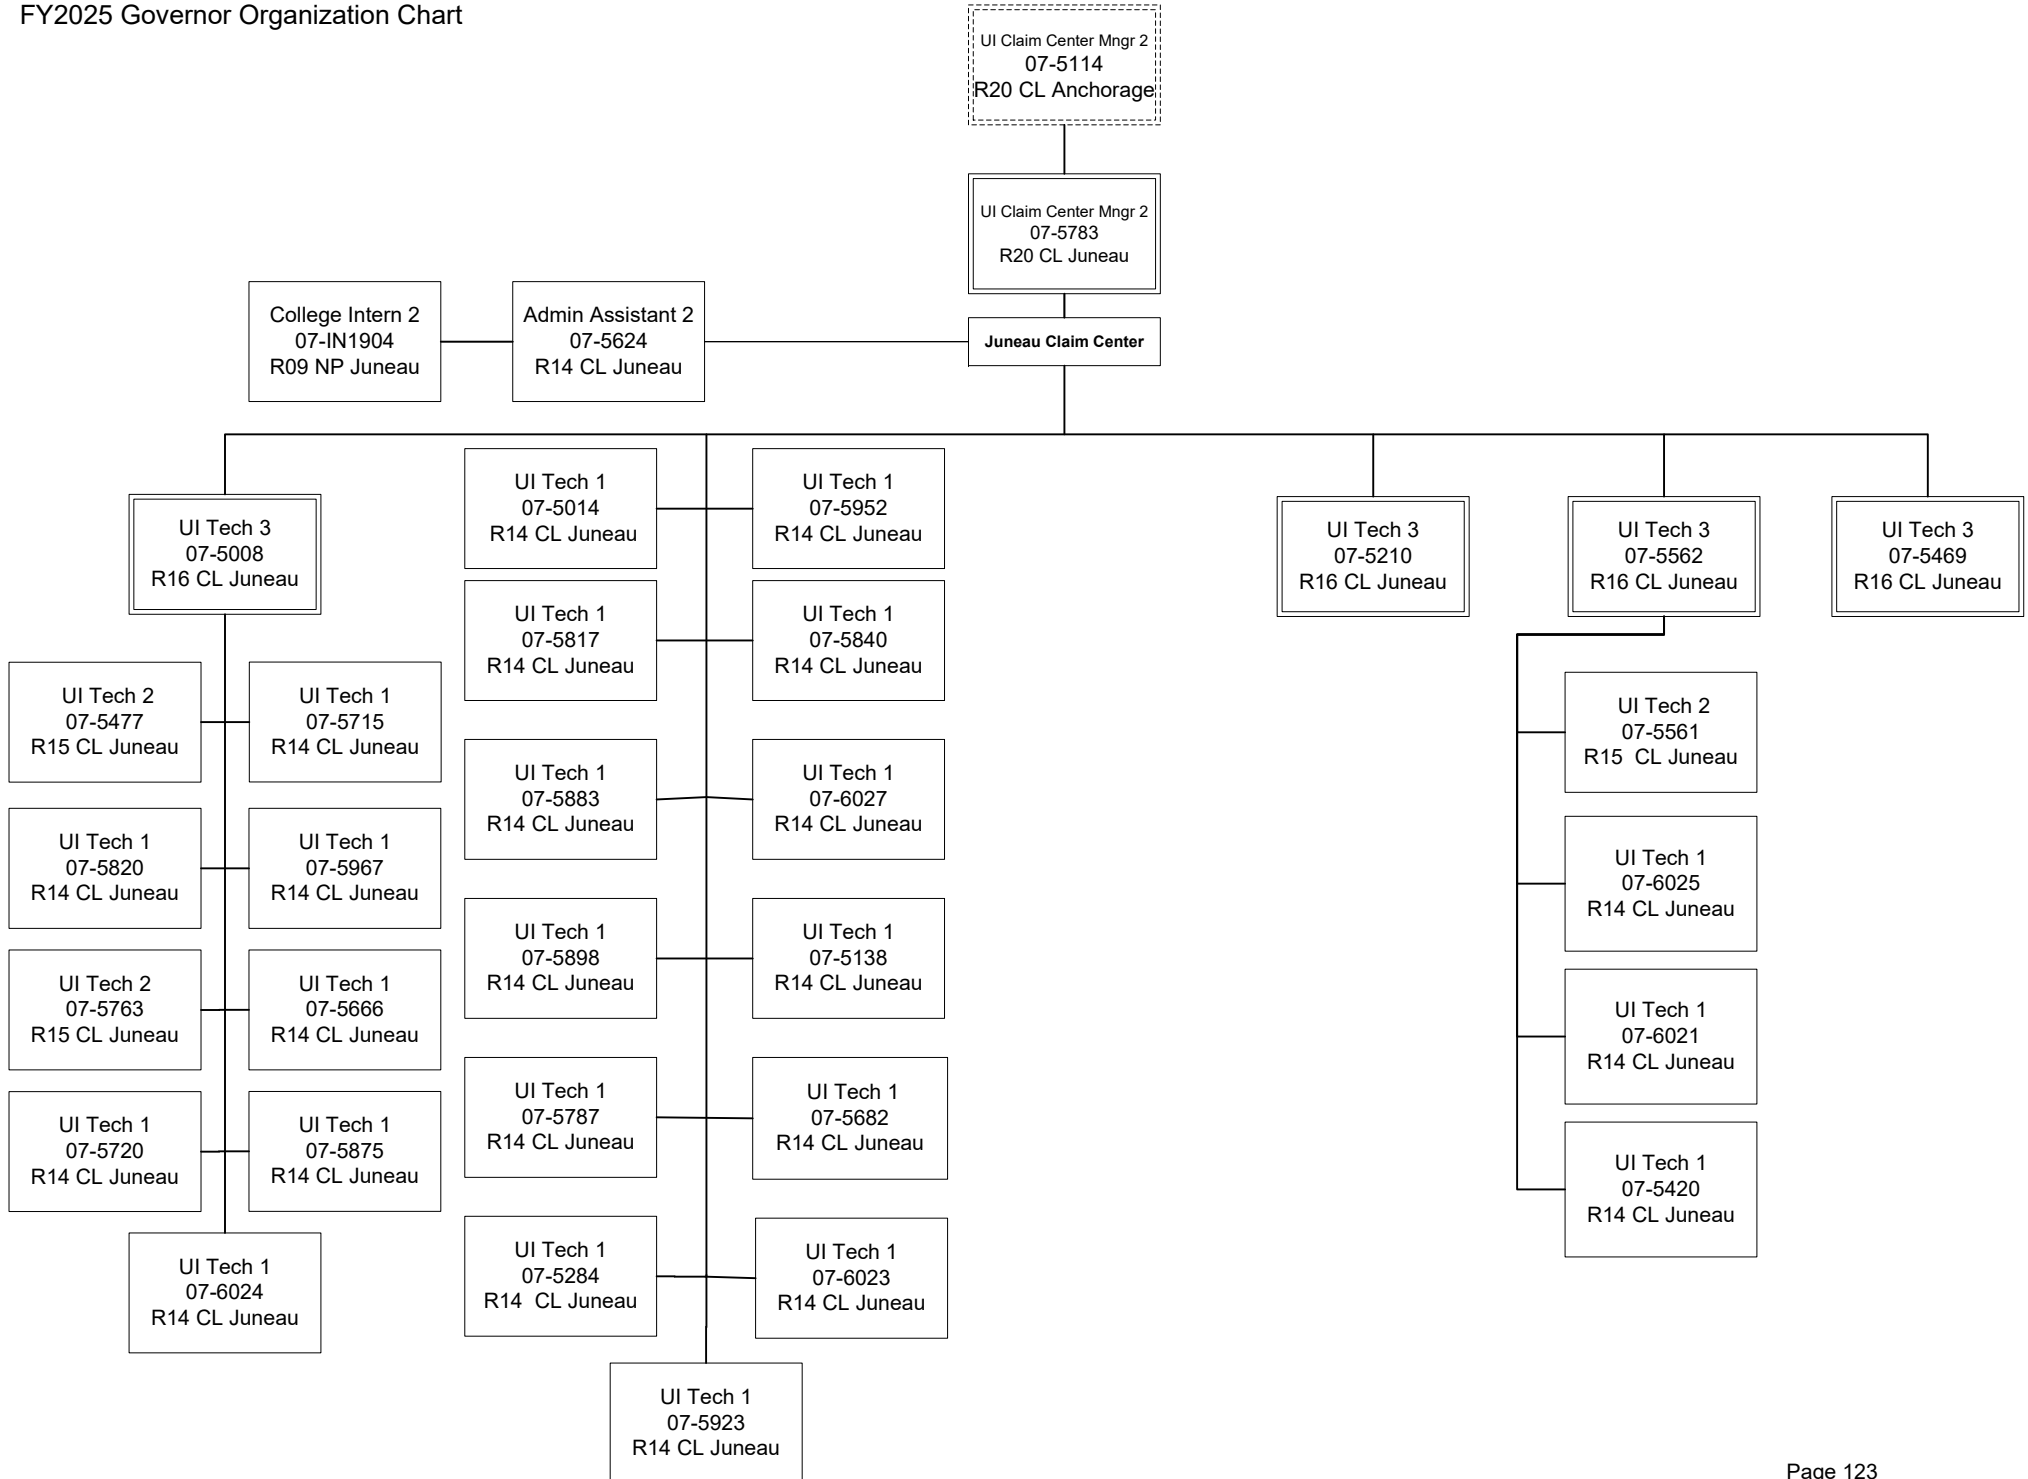 FY2025 Governor Organization Chart
UI Claim Center Mngr 2
07-5114
R20 CL Anchorage
UI Claim Center Mngr 2
07-5783
R20 CL Juneau
College Intern 2
07-IN1904
R09 NP Juneau
Admin Assistant 2
07-5624
R14 CL Juneau
Juneau Claim Center
UI Tech 3
07-5008
R16 CL Juneau
UI Tech 2
07-5477
R15 CL Juneau
UI Tech 1
07-5715
R14 CL Juneau
UI Tech 1
07-5820
R14 CL Juneau
UI Tech 1
07-5967
R14 CL Juneau
UI Tech 2
07-5763
R15 CL Juneau
UI Tech 1
07-5666
R14 CL Juneau
UI Tech 1
07-5720
R14 CL Juneau
UI Tech 1
07-5875
R14 CL Juneau
UI Tech 1
07-6024
R14 CL Juneau
UI Tech 1
07-5014
R14 CL Juneau
UI Tech 1
07-5952
R14 CL Juneau
UI Tech 1
07-5817
R14 CL Juneau
UI Tech 1
07-5840
R14 CL Juneau
UI Tech 1
07-5883
R14 CL Juneau
UI Tech 1
07-6027
R14 CL Juneau
UI Tech 1
07-5898
R14 CL Juneau
UI Tech 1
07-5138
R14 CL Juneau
UI Tech 1
07-5787
R14 CL Juneau
UI Tech 1
07-5682
R14 CL Juneau
UI Tech 1
07-5284
R14  CL Juneau
UI Tech 1
07-6023
R14 CL Juneau
UI Tech 1
07-5923
R14 CL Juneau
UI Tech 3
07-5210
R16 CL Juneau
UI Tech 3
07-5562
R16 CL Juneau
UI Tech 3
07-5469
R16 CL Juneau
UI Tech 2
07-5561
R15  CL Juneau
UI Tech 1
07-6025
R14 CL Juneau
UI Tech 1
07-6021
R14 CL Juneau
UI Tech 1
07-5420
R14 CL Juneau
Page 123